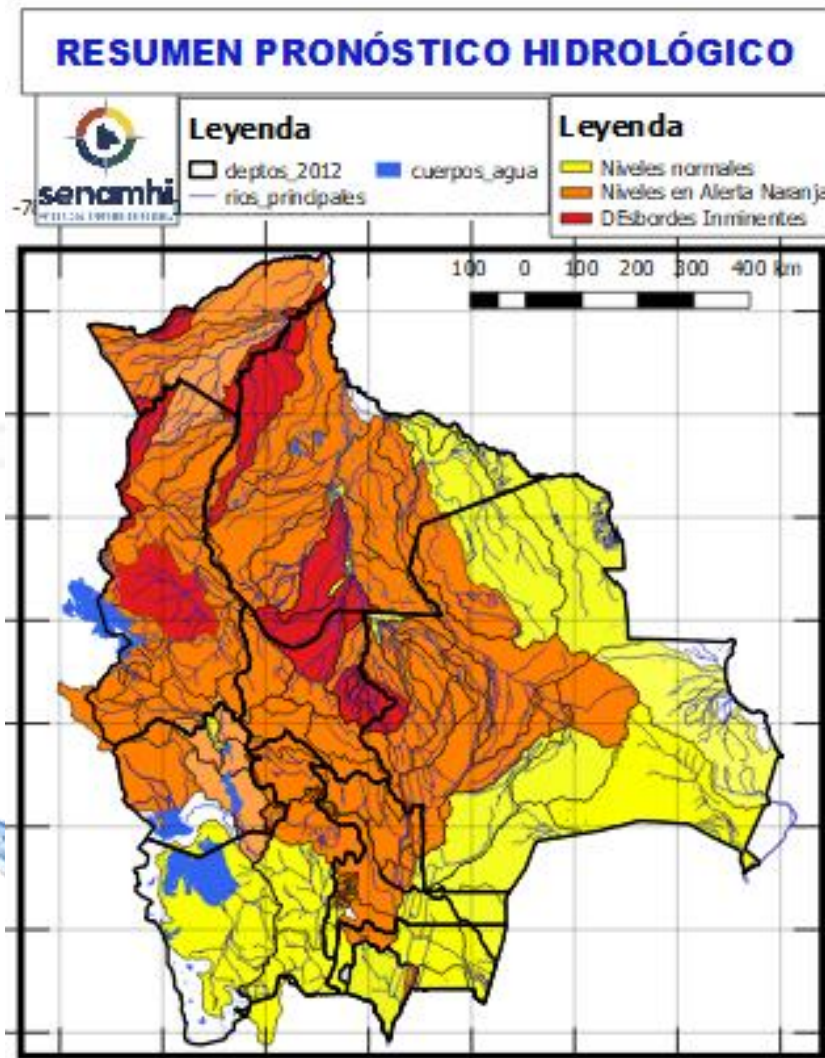 RESUMEN PRONÓSTICO HIDROLÓGICO
senamhi
Leyenda
deptos_2012
cuerpos_agua
rios_principales
Leyenda
Niveles normales
Niveles en Alerta Naranja
DEsbordes Inminentes
100 0 100 200 300 400 km